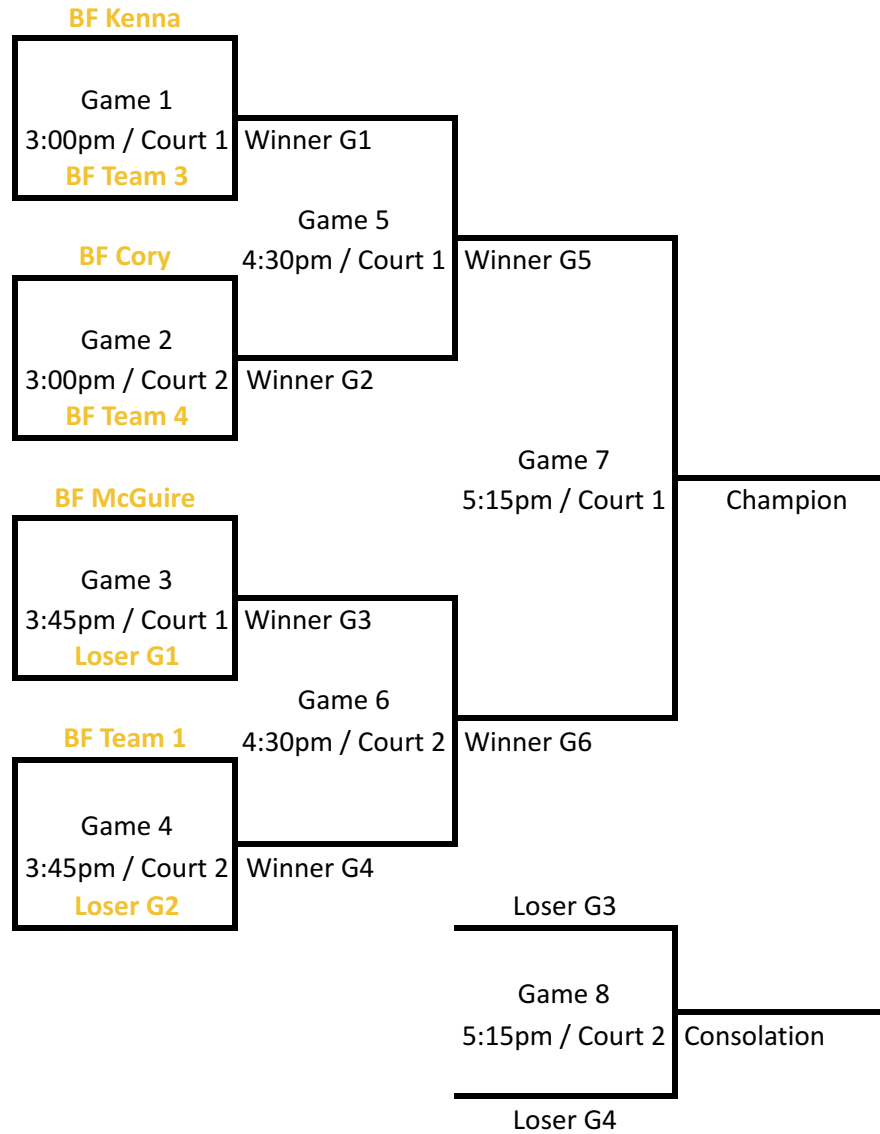 BF Kenna
Game 1
3:00pm / Court 1
BF Team 3
Winner G1
Game 5
4:30pm / Court 1
BF Cory
Game 2
3:00pm / Court 2
BF Team 4
Winner G2
Winner G5
Game 7
5:15pm / Court 1
Champion
BF McGuire
Game 3
3:45pm / Court 1
Loser G1
Winner G3
Game 6
4:30pm / Court 2
Winner G6
BF Team 1
Game 4
3:45pm / Court 2
Loser G2
Winner G4
Loser G3
Game 8
5:15pm / Court 2
Consolation
Loser G4